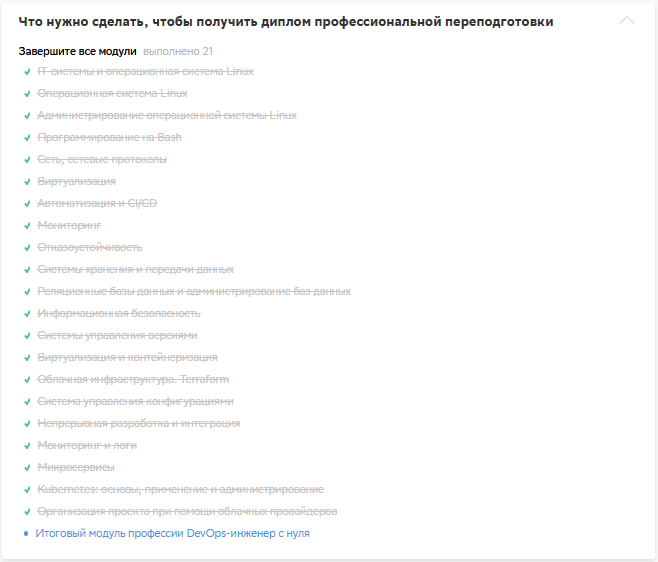 Что нужно сделать, чтобы получить диплом профессиональной переподготовки
Завершите все модули выполнено 21
IT-системы и операционная система Linux
Операционная система Linux
Администрирование операционной системы Linux
Программирование на Bash
Сеть, сетевые протоколы
Виртуализация
Автоматизация и CI/CD
Мониторинг
Отказоустойчивость
Системы хранения и передачи данных
Реляционные базы данных и администрирование баз данных
Информационная безопасность
Системы управления версиями
Виртуализация и контейнеризация
Облачная инфраструктура. Terraform
Система управления конфигурациями
Непрерывная разработка и интеграция
Мониторинг и логи
Микросервисы
Kubernetes: основы, применение и администрирование
Организация проекта при помощи облачных провайдеров
Итоговый модуль профессии DevOps-инженер с нуля